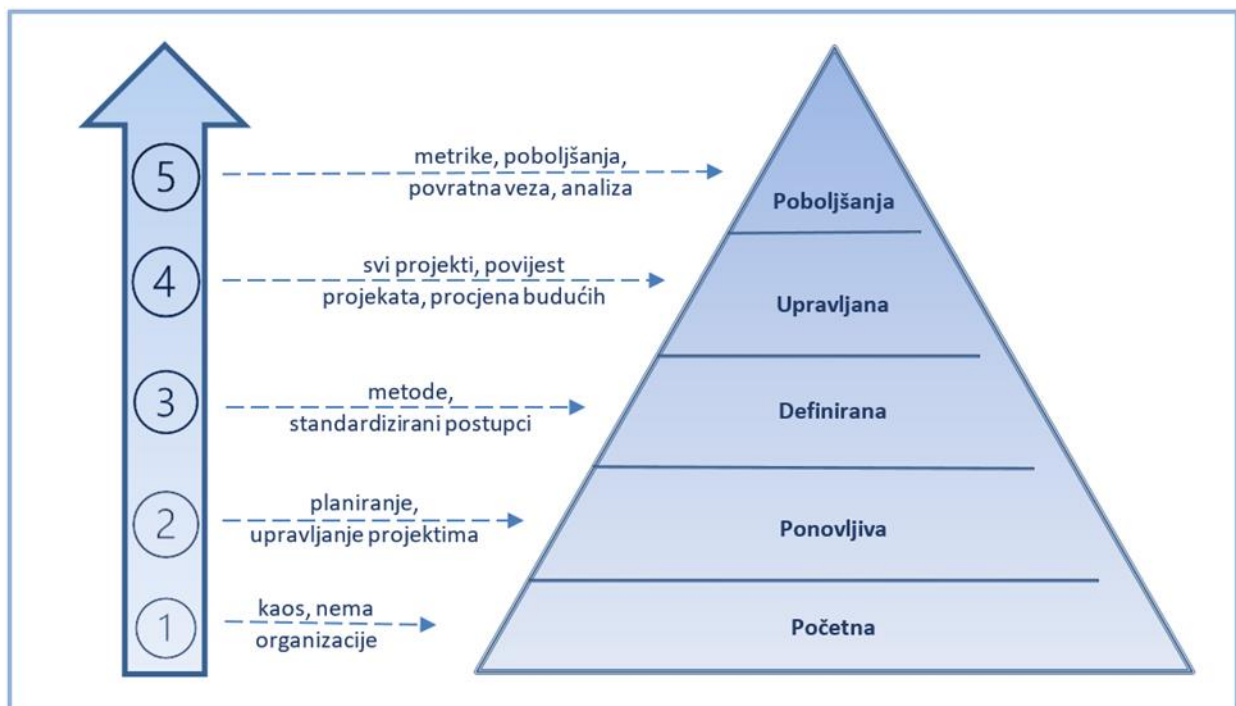 5
metrike, poboljšanja,
povratna veza, analiza
Poboljšanja
4
svi projekti, povijest
projekata, procjena budućih
Upravljana
3
metode,
standardizirani postupci
Definirana
2
planiranje,
upravljanje projektima
Ponovljiva
1
kaos, nema
organizacije
Početna